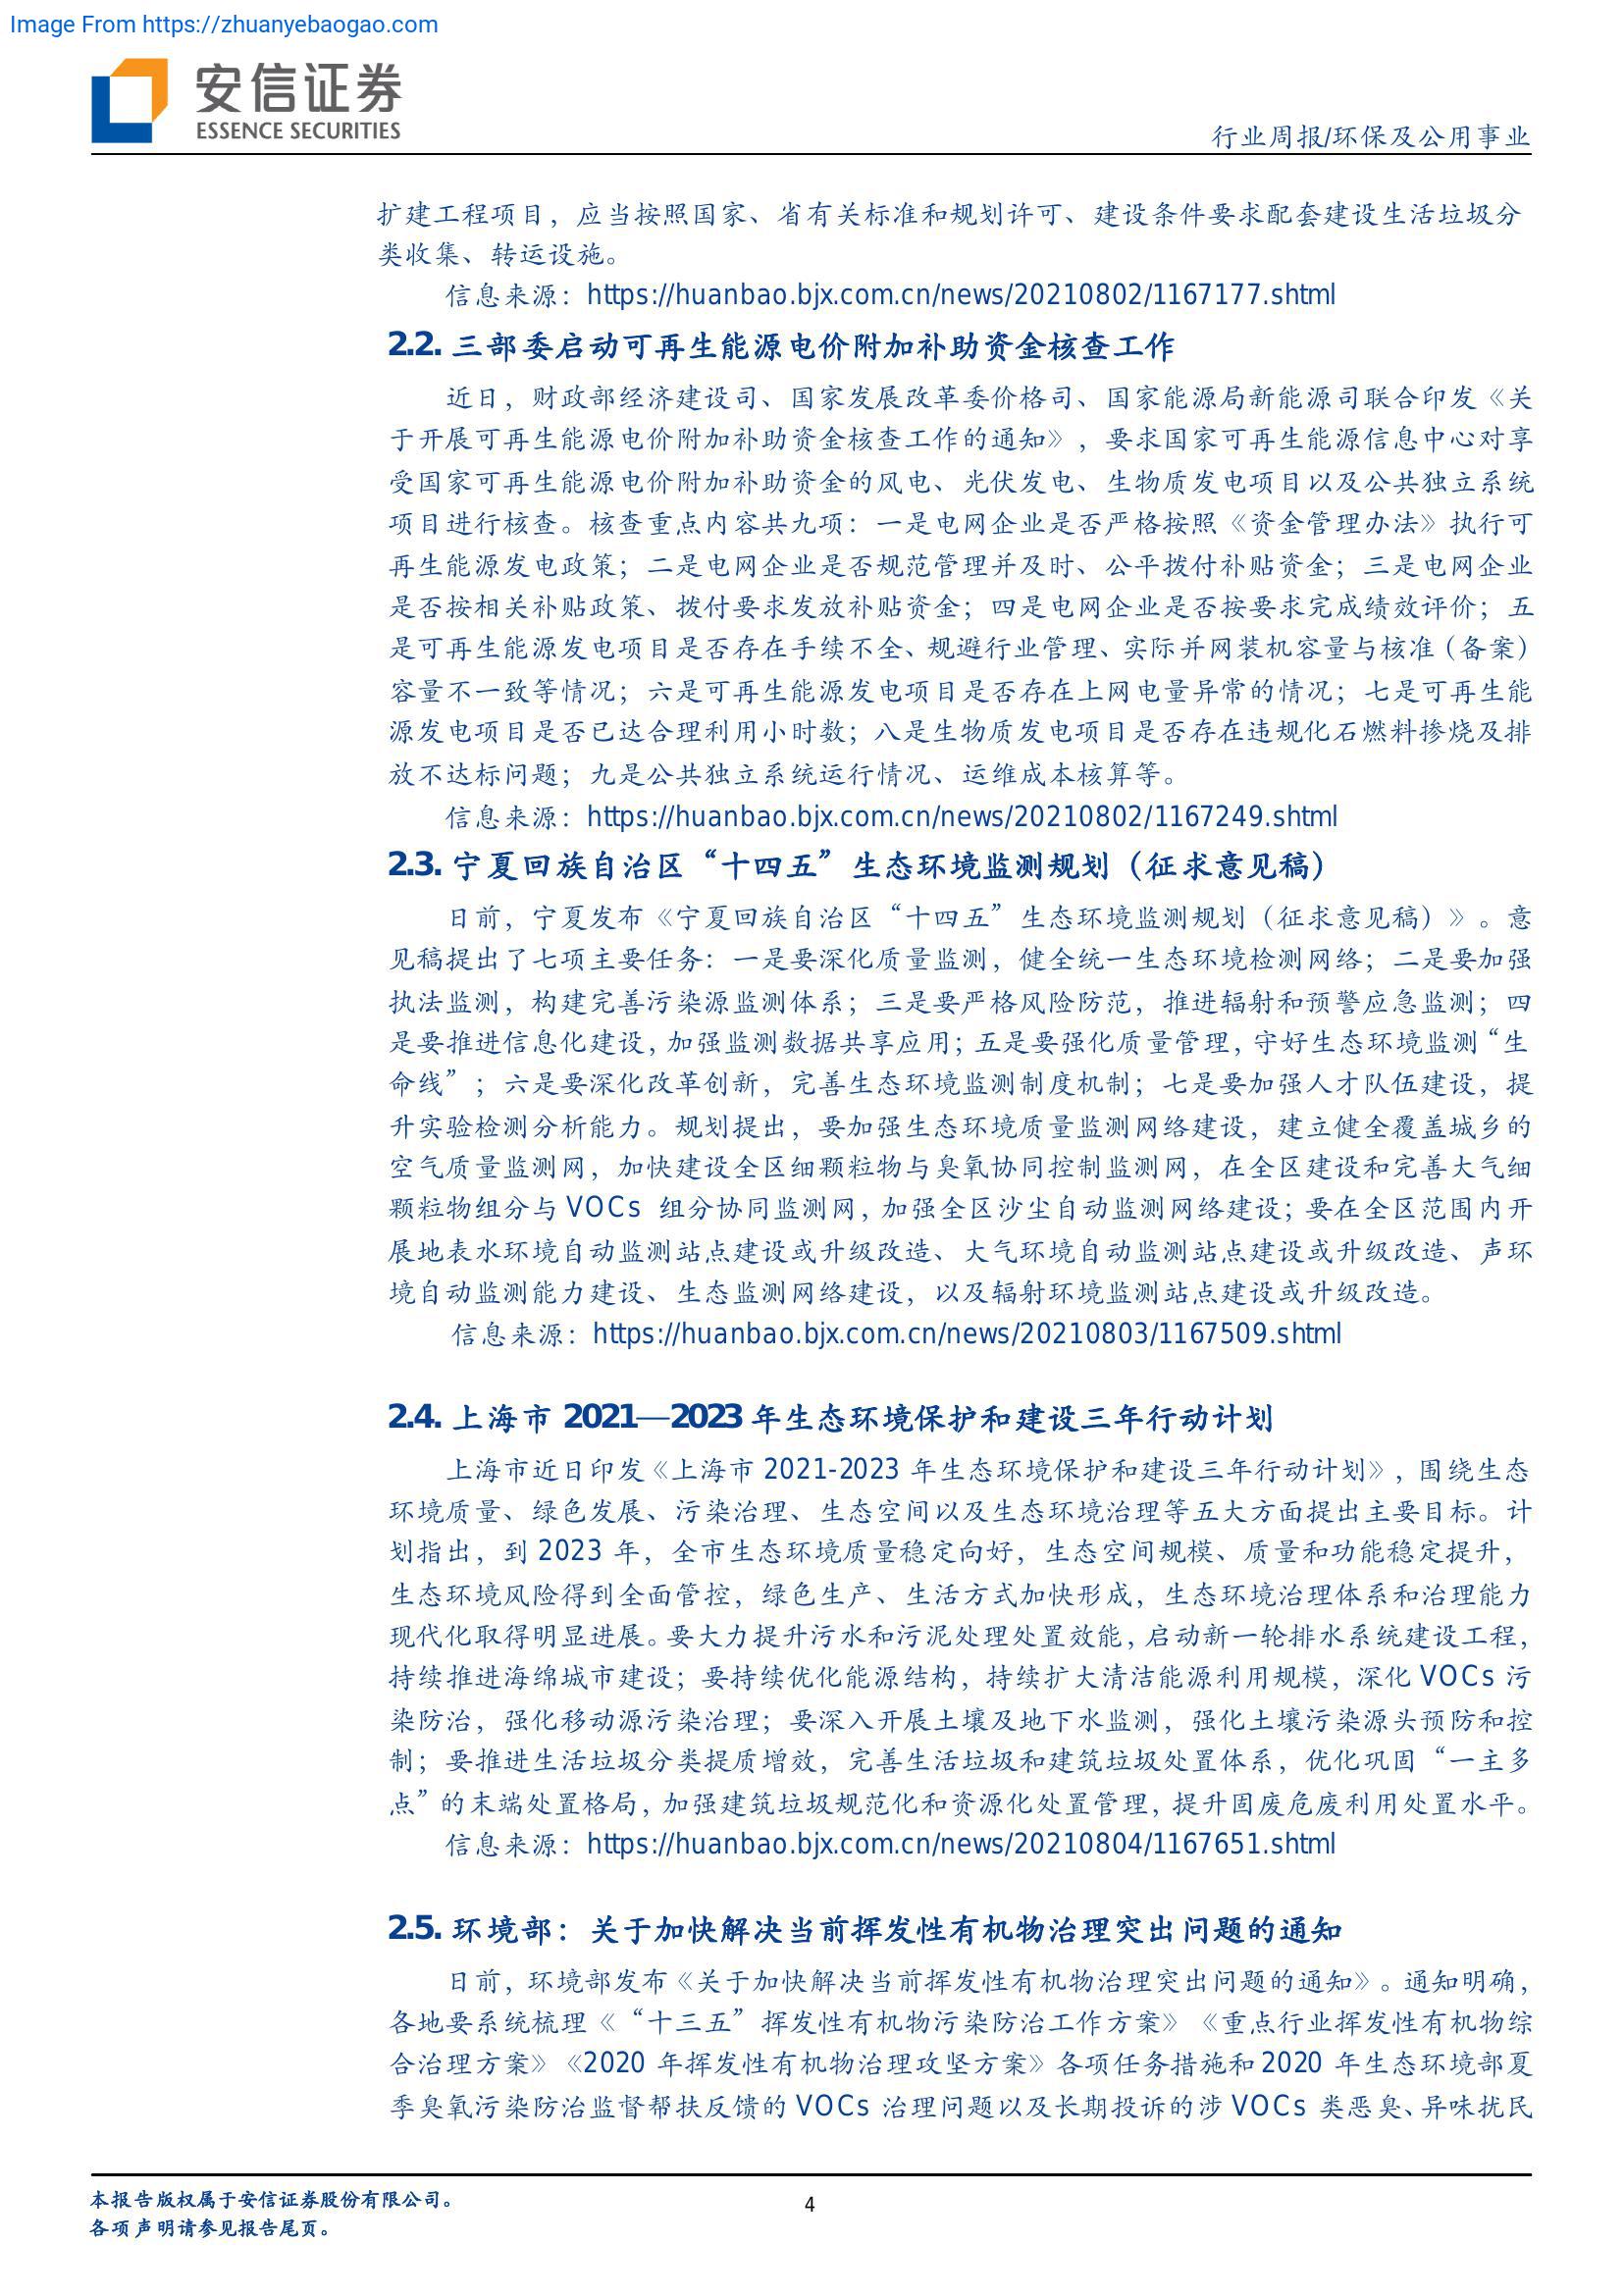 Image From https://zhuanyebaogao.com
安信证券
ESSENCE SECURITIES
行业周报/环保及公用事业
扩建工程项目，应当按照国家、省有关标准和规划许可、建设条件要求配套建设生活垃圾分
类收集、转运设施。
信息来源：https://huanbao.bjx.com.cn/news/20210802/1167177.shtml
2.2. 三部委启动可再生能源电价附加补助资金核查工作
近日，财政部经济建设司、国家发展改革委价格司、国家能源局新能源司联合印发《关
于开展可再生能源电价附加补助资金核查工作的通知》，要求国家可再生能源信息中心对享
受国家可再生能源电价附加补助资金的风电、光伏发电、生物质发电项目以及公共独立系统
项目进行核查。核查重点内容共九项：一是电网企业是否严格按照《资金管理办法》执行可
再生能源发电政策；二是电网企业是否规范管理并及时、公平拨付补贴资金；三是电网企业
是否按相关补贴政策、拨付要求发放补贴资金；四是电网企业是否按要求完成绩效评价；五
是可再生能源发电项目是否存在手续不全、规避行业管理、实际并网装机容量与核准（备案）
容量不一致等情况；六是可再生能源发电项目是否存在上网电量异常的情况；七是可再生能
源发电项目是否已达合理利用小时数；八是生物质发电项目是否存在违规化石燃料掺烧及排
放不达标问题；九是公共独立系统运行情况、运维成本核算等。
信息来源：https://huanbao.bjx.com.cn/news/20210802/1167249.shtml
2.3. 宁夏回族自治区“十四五”生态环境监测规划（征求意见稿）
日前，宁夏发布《宁夏回族自治区“十四五”生态环境监测规划（征求意见稿）》。意
见稿提出了七项主要任务：一是要深化质量监测，健全统一生态环境检测网络；二是要加强
执法监测，构建完善污染源监测体系；三是要严格风险防范，推进辐射和预警应急监测；四
是要推进信息化建设，加强监测数据共享应用；五是要强化质量管理，守好生态环境监测“生
命线”；六是要深化改革创新，完善生态环境监测制度机制；七是要加强人才队伍建设，提
升实验检测分析能力。规划提出，要加强生态环境质量监测网络建设，建立健全覆盖城乡的
空气质量监测网，加快建设全区细颗粒物与臭氧协同控制监测网，在全区建设和完善大气细
颗粒物组分与 VOCs 组分协同监测网，加强全区沙尘自动监测网络建设；要在全区范围内开
展地表水环境自动监测站点建设或升级改造、大气环境自动监测站点建设或升级改造、声环
境自动监测能力建设、生态监测网络建设，以及辐射环境监测站点建设或升级改造。
信息来源：https://huanbao.bjx.com.cn/news/20210803/1167509.shtml
2.4. 上海市 2021—2023 年生态环境保护和建设三年行动计划
上海市近日印发《上海市 2021-2023 年生态环境保护和建设三年行动计划》，围绕生态
环境质量、绿色发展、污染治理、生态空间以及生态环境治理等五大方面提出主要目标。计
划指出，到 2023 年，全市生态环境质量稳定向好，生态空间规模、质量和功能稳定提升，
生态环境风险得到全面管控，绿色生产、生活方式加快形成，生态环境治理体系和治理能力
现代化取得明显进展。要大力提升污水和污泥处理处置效能，启动新一轮排水系统建设工程，
持续推进海绵城市建设；要持续优化能源结构，持续扩大清洁能源利用规模，深化 VOCs 污
染防治，强化移动源污染治理；要深入开展土壤及地下水监测，强化土壤污染源头预防和控
制；要推进生活垃圾分类提质增效，完善生活垃圾和建筑垃圾处置体系，优化巩固“一主多
点”的末端处置格局，加强建筑垃圾规范化和资源化处置管理，提升固废危废利用处置水平。
信息来源：https://huanbao.bjx.com.cn/news/20210804/1167651.shtml
2.5. 环境部：关于加快解决当前挥发性有机物治理突出问题的通知
日前，环境部发布《关于加快解决当前挥发性有机物治理突出问题的通知》。通知明确，
各地要系统梳理《“十三五”挥发性有机物污染防治工作方案》《重点行业挥发性有机物综
合治理方案》《2020 年挥发性有机物治理攻坚方案》各项任务措施和 2020 年生态环境部夏
季臭氧污染防治监督帮扶反馈的 VOCs 治理问题以及长期投诉的涉 VOCs 类恶臭、异味扰民
本报告版权属于安信证券股份有限公司。
4
各项声明请参见报告尾页。